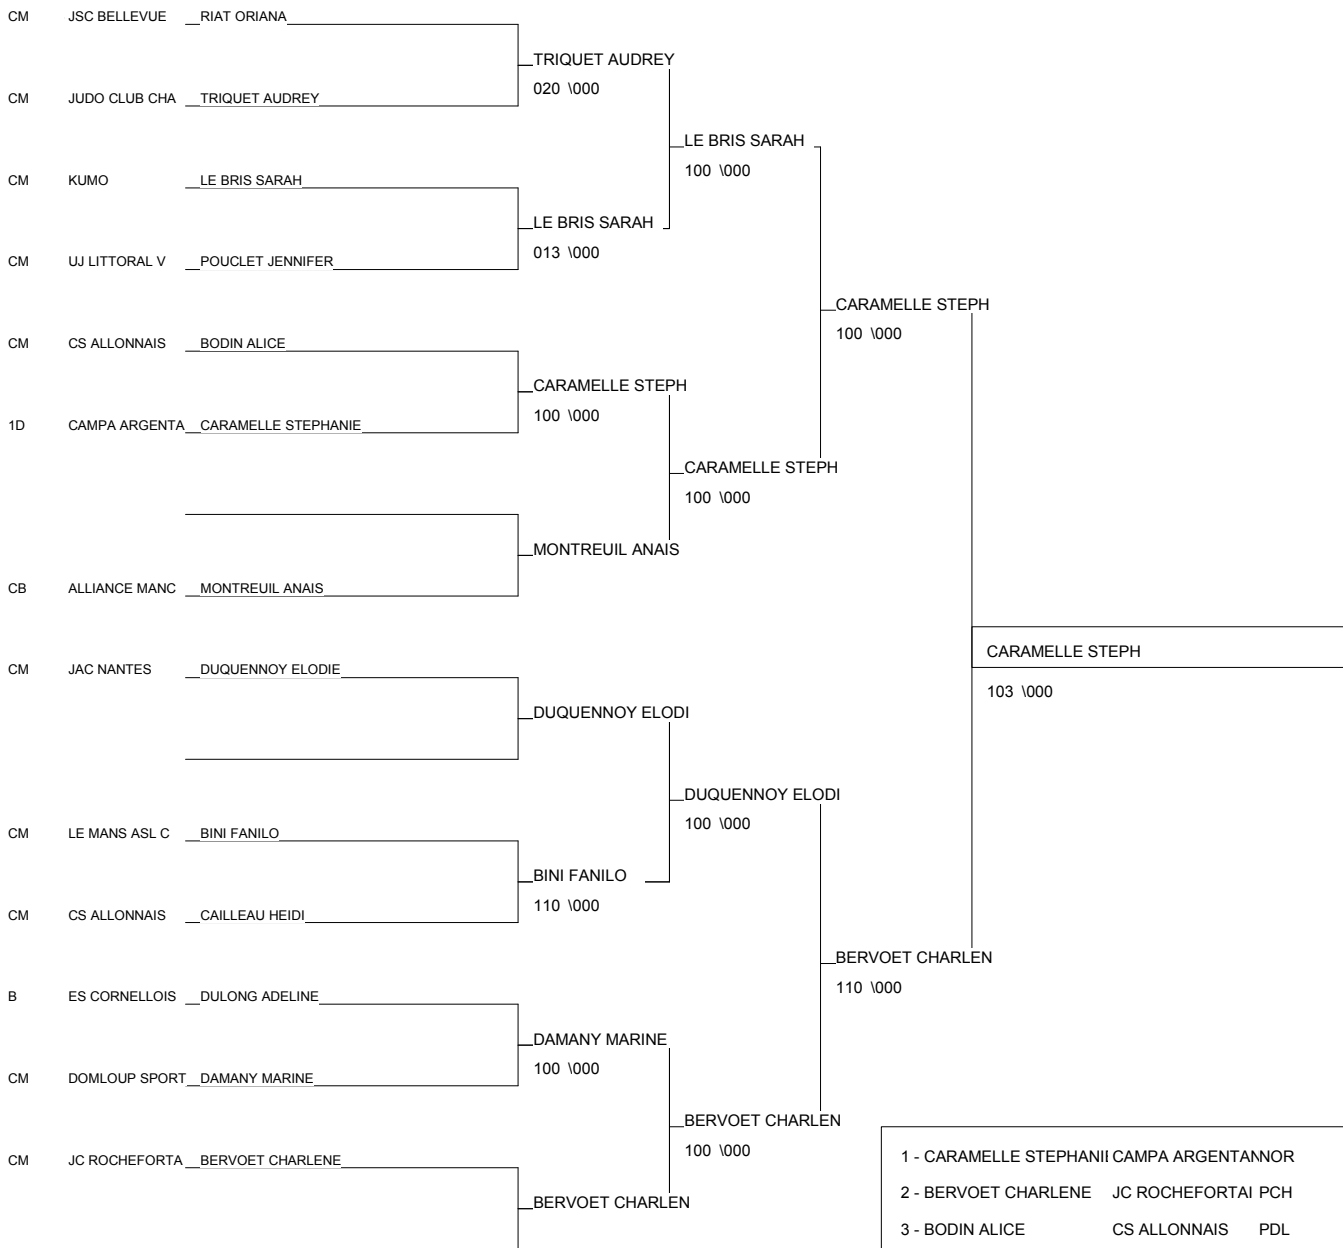 CM JSC BELLEVUE RIAT ORIANA
TRIQUET AUDREY
020 \000
CM JUDO CLUB CHA TRIQUET AUDREY
LE BRIS SARAH
100 \000
CM KUMO LE BRIS SARAH
LE BRIS SARAH
013 \000
CM UJ LITTORAL V POUCLET JENNIFER
CARAMELLE STEPH
100 \000
CM CS ALLONNAIS BODIN ALICE
CARAMELLE STEPH
100 \000
1D CAMPA ARGENTA CARAMELLE STEPHANIE
CARAMELLE STEPH
100 \000
MONTREUIL ANAIS
CB ALLIANCE MANC MONTREUIL ANAIS
CARAMELLE STEPH
103 \000
CM JAC NANTES DUQUENNOY ELODIE
DUQUENNOY ELODI
DUQUENNOY ELODI
100 \000
CM LE MANS ASL C BINI FANILO
BINI FANILO
110 \000
CM CS ALLONNAIS CAILLEAU HEIDI
BERVOET CHARLEN
110 \000
B ES CORNELLOIS DULONG ADELINE
DAMANY MARINE
100 \000
CM DOMLOUP SPORT DAMANY MARINE
BERVOET CHARLEN
100 \000
CM JC ROCHEFORTA BERVOET CHARLENE
BERVOET CHARLEN
1 - CARAMELLE STEPHANII CAMPA ARGENTANNOR
2 - BERVOET CHARLENE JC ROCHEFORTAI PCH
3 - BODIN ALICE CS ALLONNAIS PDL